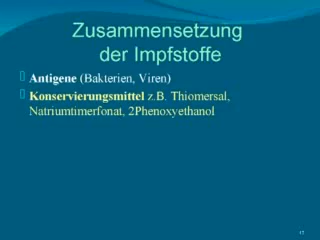 Zusammensetzung
der Impfstoffe
Antigene (Bakterien, Viren)
Konservierungsmittel z.B. Thiomersal,
Natriumtimerfonat, 2Phenoxyethanol
17